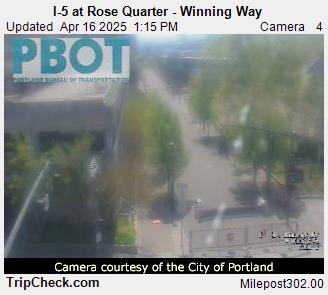 I-5 at Rose Quarter - Winning Way
Updated Apr 16 2025 1:15 PM Camera 4
PBOT
PORTLAND BUREAU OF TRANSPORTATION
Camera courtesy of the City of Portland
TripCheck.com Milepost302.00